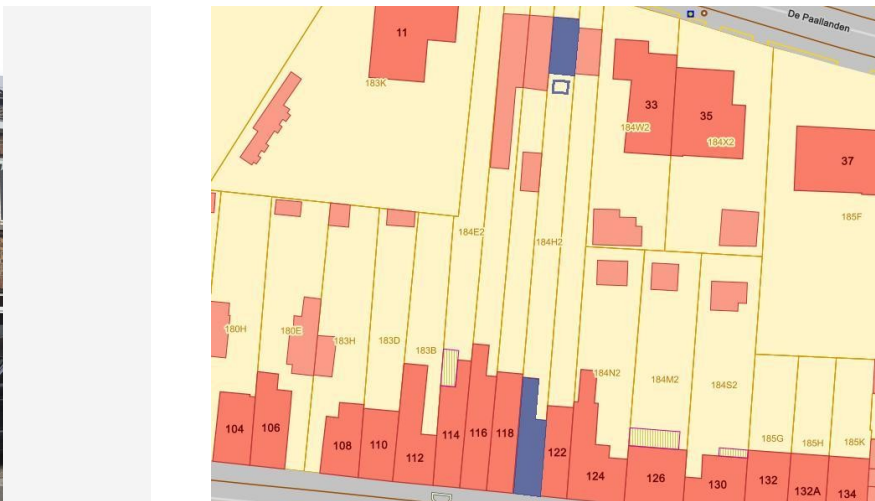 De Paallanden
11
183K
33
35
184W2
184X2
37
185F
184E2
184H2
180H
180E
183H
183D
183B
184N2
184M2
184S2
185G
185H
185K
104
106
108
110
112
114
116
118
122
124
126
130
132
132A
134